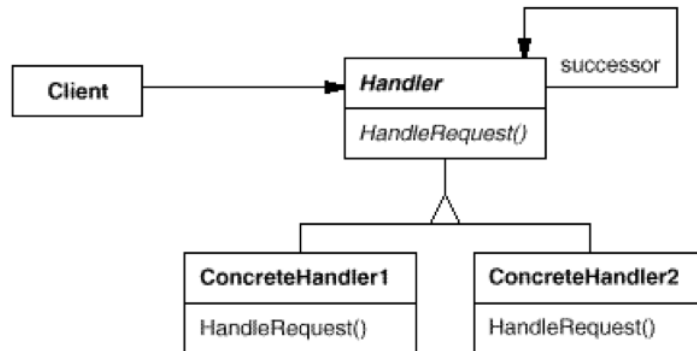 successor
Client
Handler
HandleRequest()
ConcreteHandler1
ConcreteHandler2
HandleRequest()
HandleRequest()